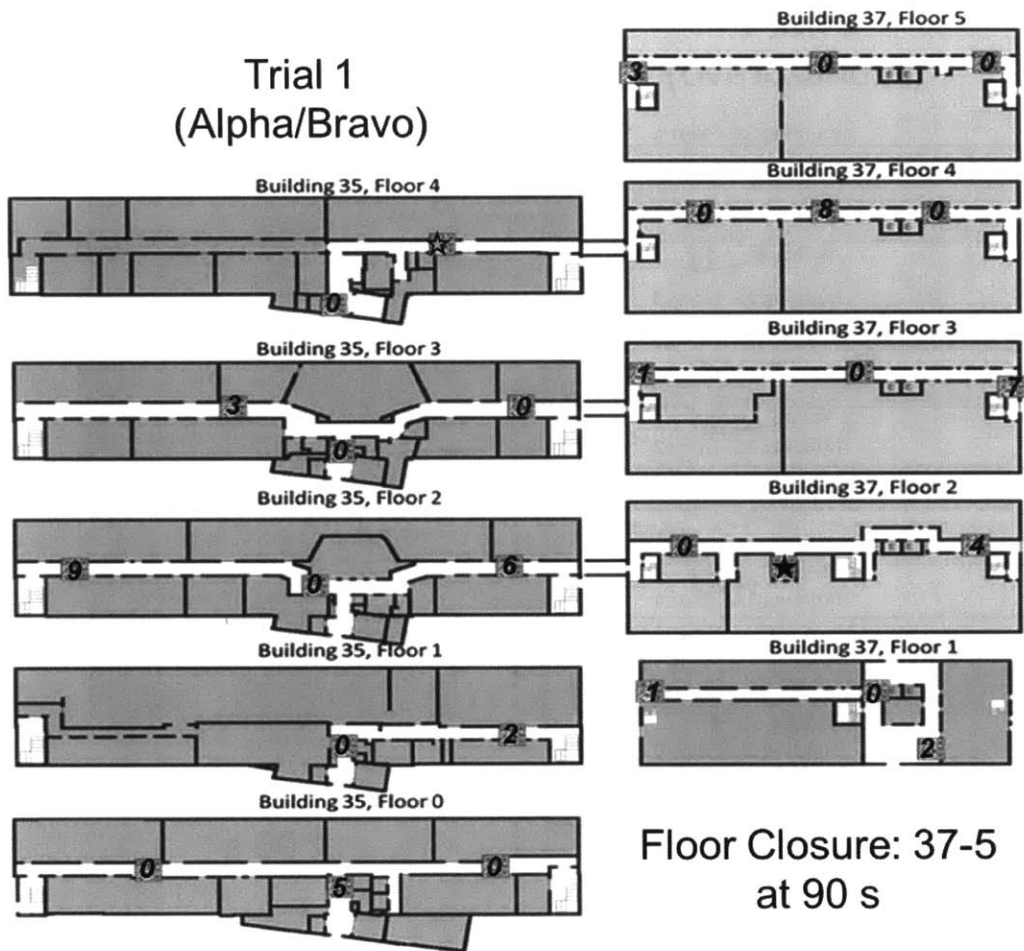 Trial 1
(Alpha/Bravo)
Building 37, Floor 5
3 0 0
Building 35, Floor 4
0
Building 37, Floor 4
0 8 0
Building 35, Floor 3
3 0
0
Building 37, Floor 3
1 0 7
Building 35, Floor 2
9 0 6
Building 37, Floor 2
0 4
Building 35, Floor 1
0 2
Building 37, Floor 1
1 0
2
Building 35, Floor 0
0 0
5
Floor Closure: 37-5
at 90 s